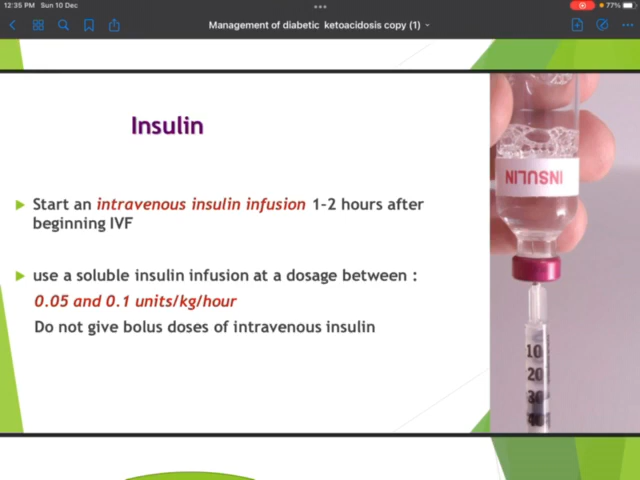 12:35 PM Sun 10 Dec
77%
Management of diabetic ketoacidosis copy (1)
Insulin
Start an intravenous insulin infusion 1-2 hours after
beginning IVF
use a soluble insulin infusion at a dosage between :
0.05 and 0.1 units/kg/hour
Do not give bolus doses of intravenous insulin
INSULIN
10
20
30
40